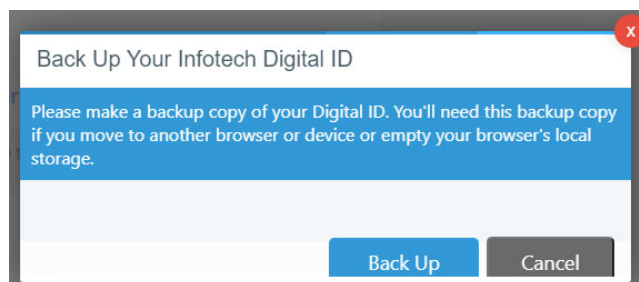 x
Back Up Your Infotech Digital ID
Please make a backup copy of your Digital ID. You'll need this backup copy
if you move to another browser or device or empty your browser's local
storage.
Back Up Cancel